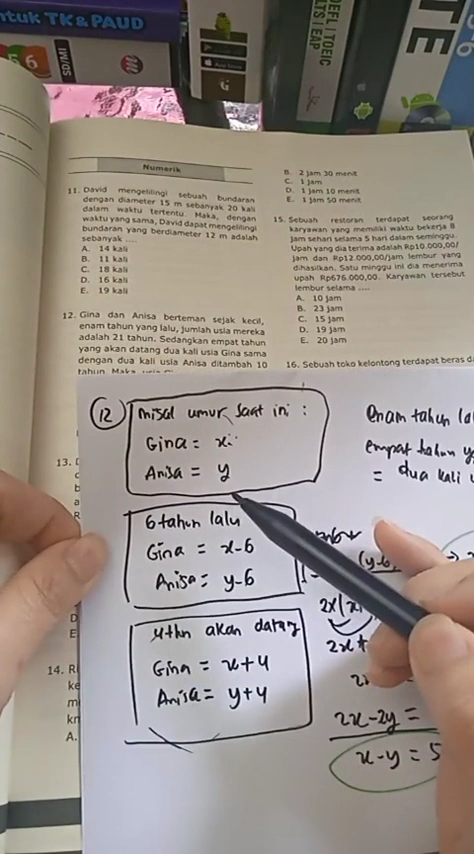 tuk TK & PAUD
SD/MI
TOEFL | TOEIC
IELTS | EAP
TE
Numerik
11. David mengelilingi sebuah bundaran
dengan diameter 15 m sebanyak 20 kali
dalam waktu tertentu. Maka, dengan
waktu yang sama, David dapat mengelilingi
bundaran yang berdiameter 12 m adalah
sebanyak ....
A. 14 kali
B. 11 kali
C. 18 kali
D. 16 kali
E. 19 kali
12. Gina dan Anisa berteman sejak kecil,
enam tahun yang lalu, jumlah usia mereka
adalah 21 tahun. Sedangkan empat tahun
yang akan datang dua kali usia Gina sama
dengan dua kali usia Anisa ditambah 10
tahun. Maka
13.
14. R
ke
m
kn
A.
D
E
B. 2 jam 30 menit
C. 1 jam
D. 1 jam 10 menit
E. 1 jam 50 menit
15. Sebuah restoran terdapat seorang
karyawan yang memiliki waktu bekerja 8
jam sehari selama 5 hari dalam seminggu.
Upah yang dia terima adalah Rp10.000,00/
jam dan Rp12.000,00/jam lembur yang
dihasilkan. Satu minggu ini dia menerima
upah Rp676.000,00. Karyawan tersebut
lembur selama ....
A. 10 jam
B. 23 jam
C. 15 jam
D. 19 jam
E. 20 jam
16. Sebuah toko kelontong terdapat beras d
12 misal umur saat ini :
Gina = x
Anisa = y
6 tahun lalu
Gina = x-6
Anisa = y-6
4 thn akan datang
Gina = x+4
Anisa = y+4
enam tahun la
empat tahun y
= dua kali
(y-6)
2x
2x-2y =
x-y = 5